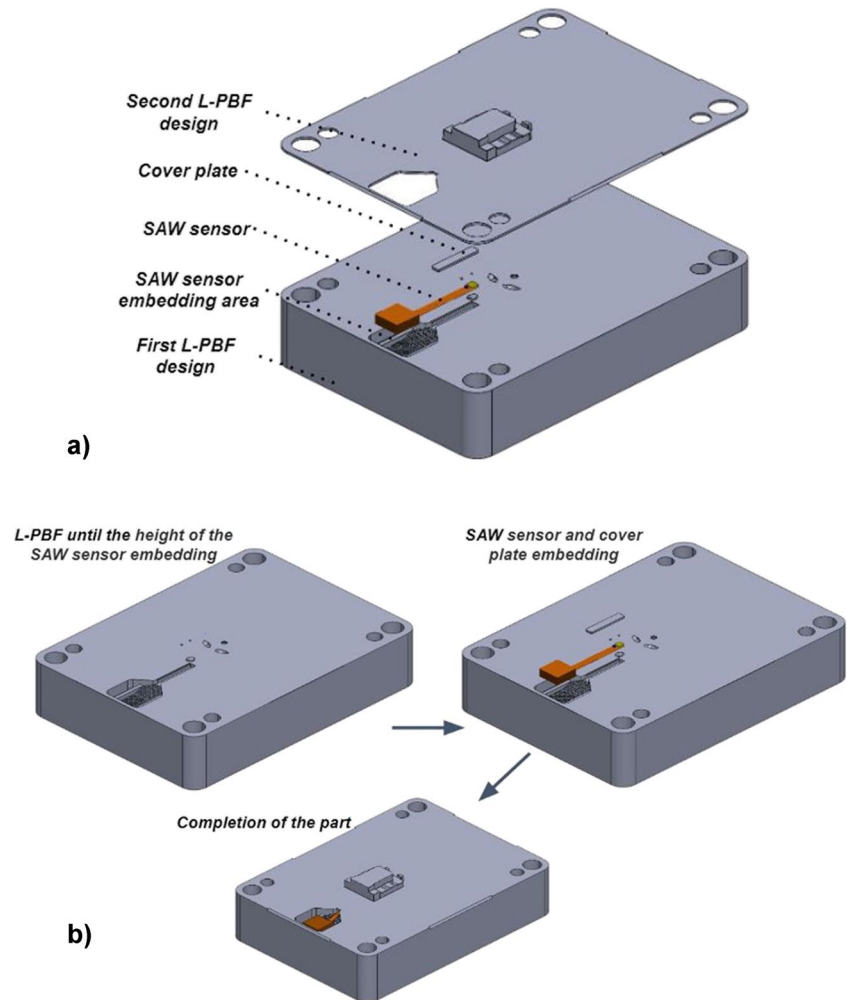 Second L-PBF
design
Cover plate
SAW sensor
SAW sensor
embedding area
First L-PBF
design
a)
L-PBF until the height of the
SAW sensor embedding
SAW sensor and cover
plate embedding
Completion of the part
b)